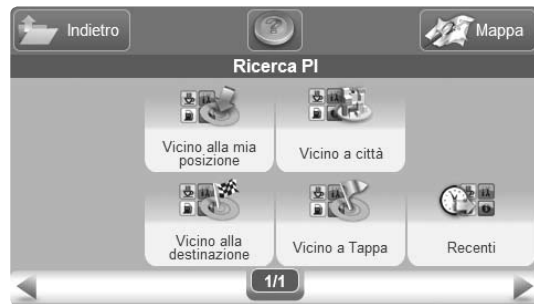 Indietro
?
Mappa
Ricerca PI
Vicino alla mia
posizione
Vicino a città
Vicino alla
destinazione
Vicino a Tappa
Recenti
1/1